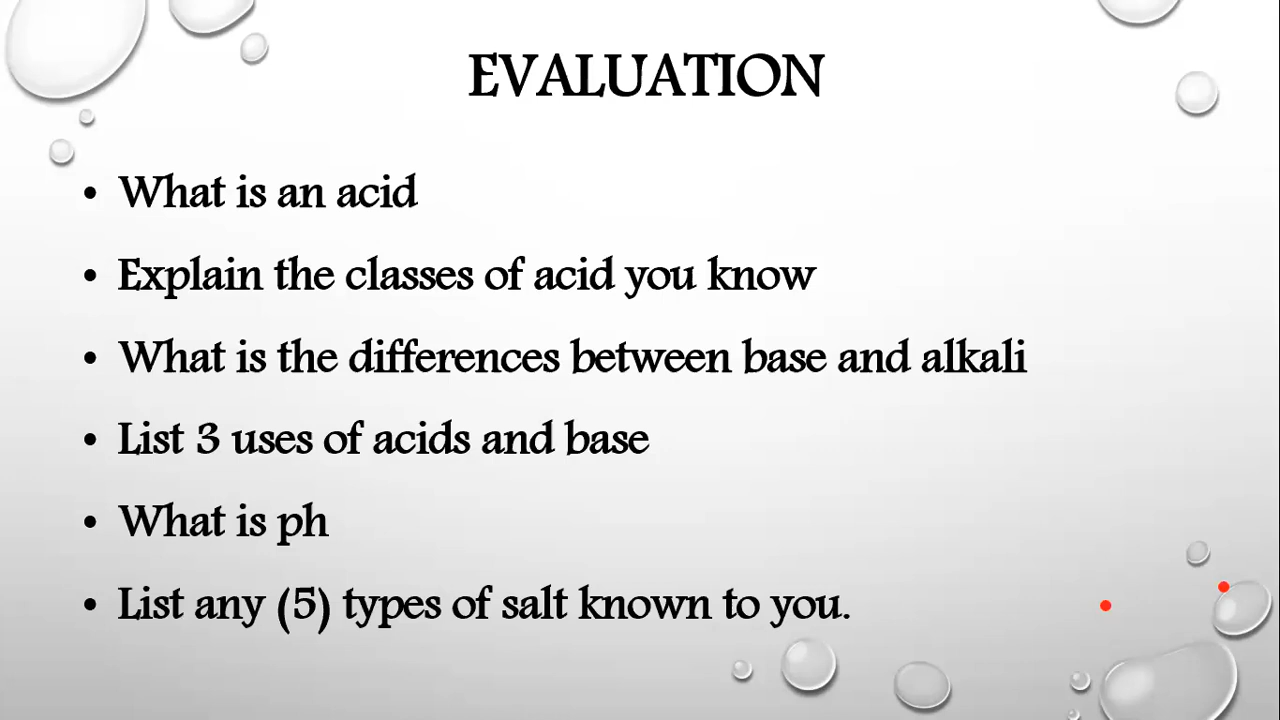 EVALUATION
• What is an acid
• Explain the classes of acid you know
• What is the differences between base and alkali
• List 3 uses of acids and base
• What is ph
• List any (5) types of salt known to you.